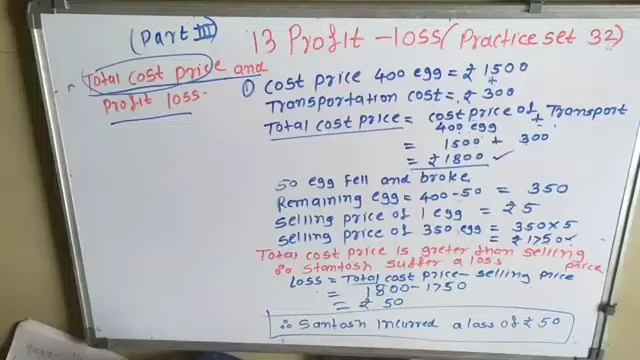 (Part III)
13 Profit - loss (Practice set 32)
Total cost price and
Profit loss-
① cost price 400 egg = ₹ 1500
+
Transportation cost = ₹ 300
Total cost price = cost price of + Transport
400 egg
= 1500 + 300
= ₹ 1800 ✓
50 egg fell and broke
Remaining egg = 400-50 = 350
selling price of 1 egg = ₹ 5
selling price of 350 egg = 350×5
= ₹ 1750 ✓
Total cost price is greter than selling
price
∴ Stantosh suffer a loss
Loss = Total cost price - selling price
= 1800 - 1750
= ₹ 50
∴ Santosh incurred a loss of ₹ 50